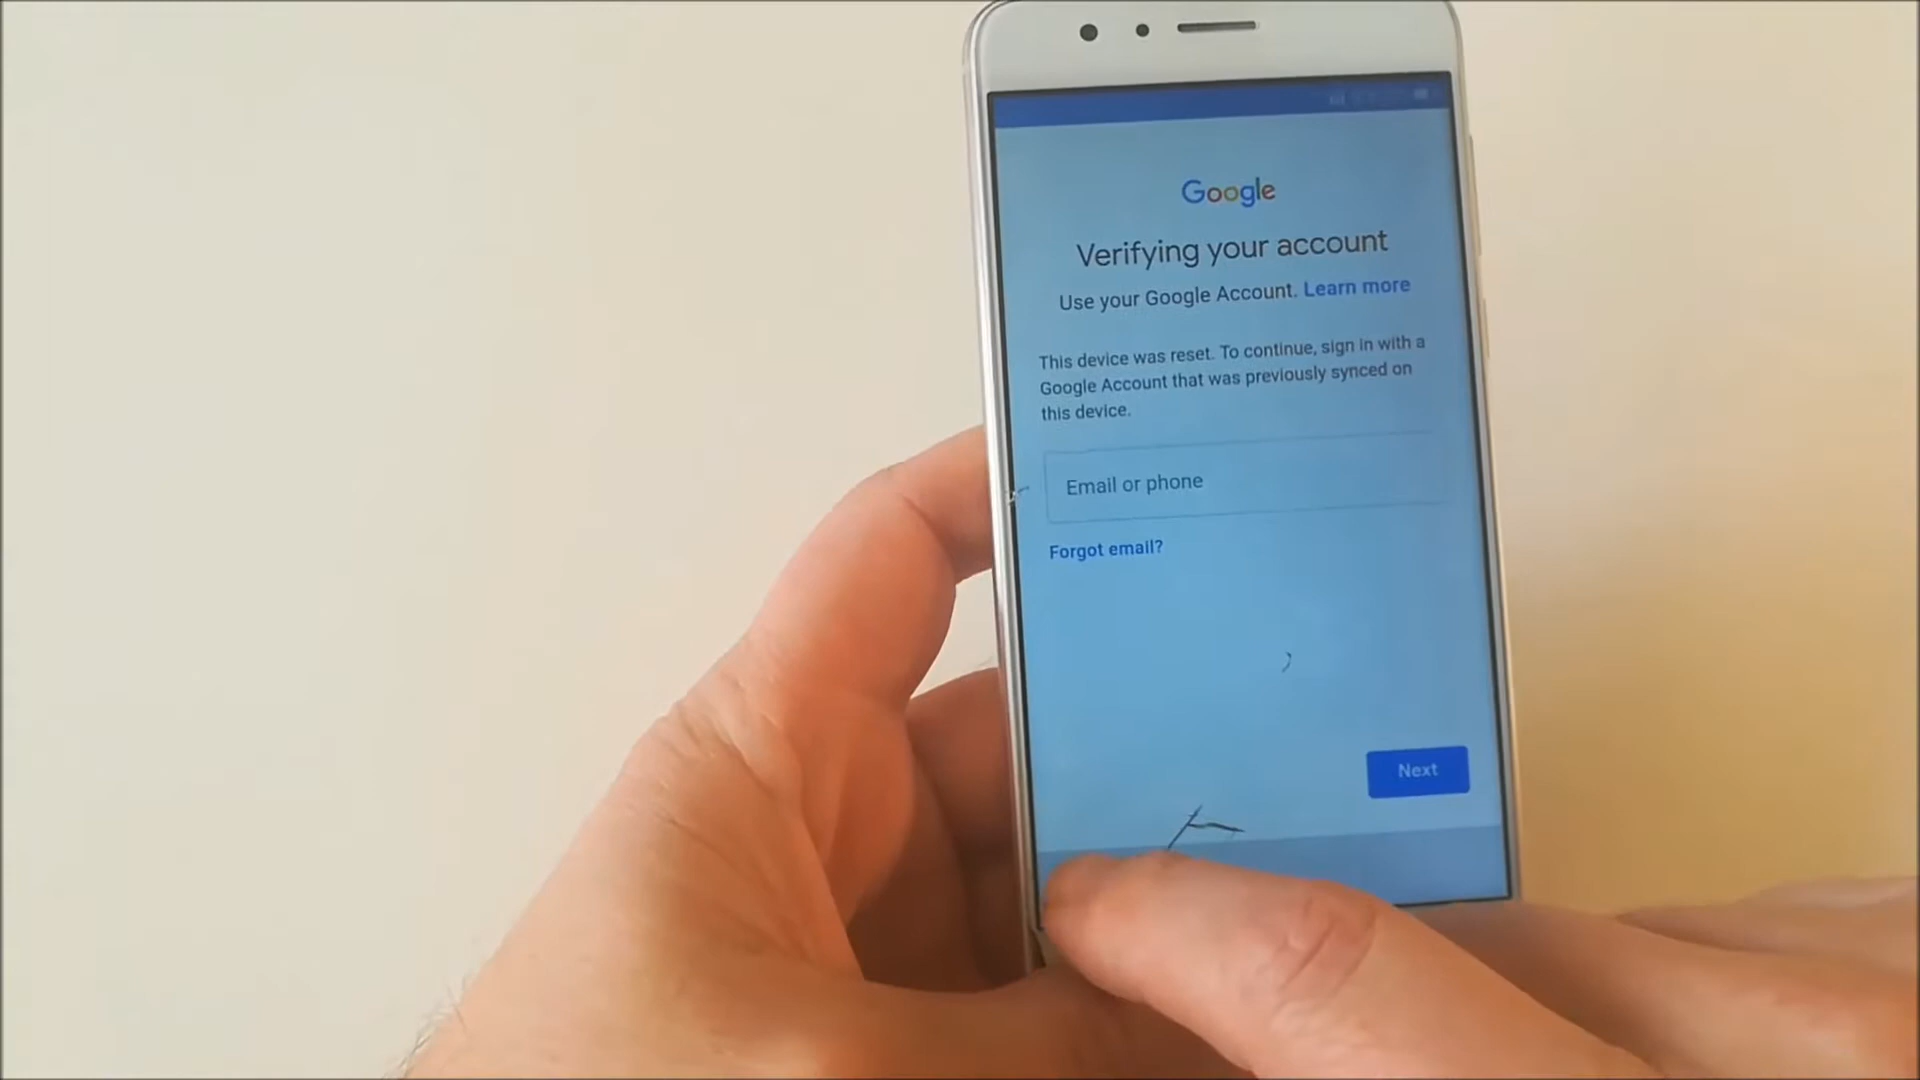 Google
Verifying your account
Use your Google Account. Learn more
This device was reset. To continue, sign in with a
Google Account that was previously synced on
this device.
Email or phone
Forgot email?
Next